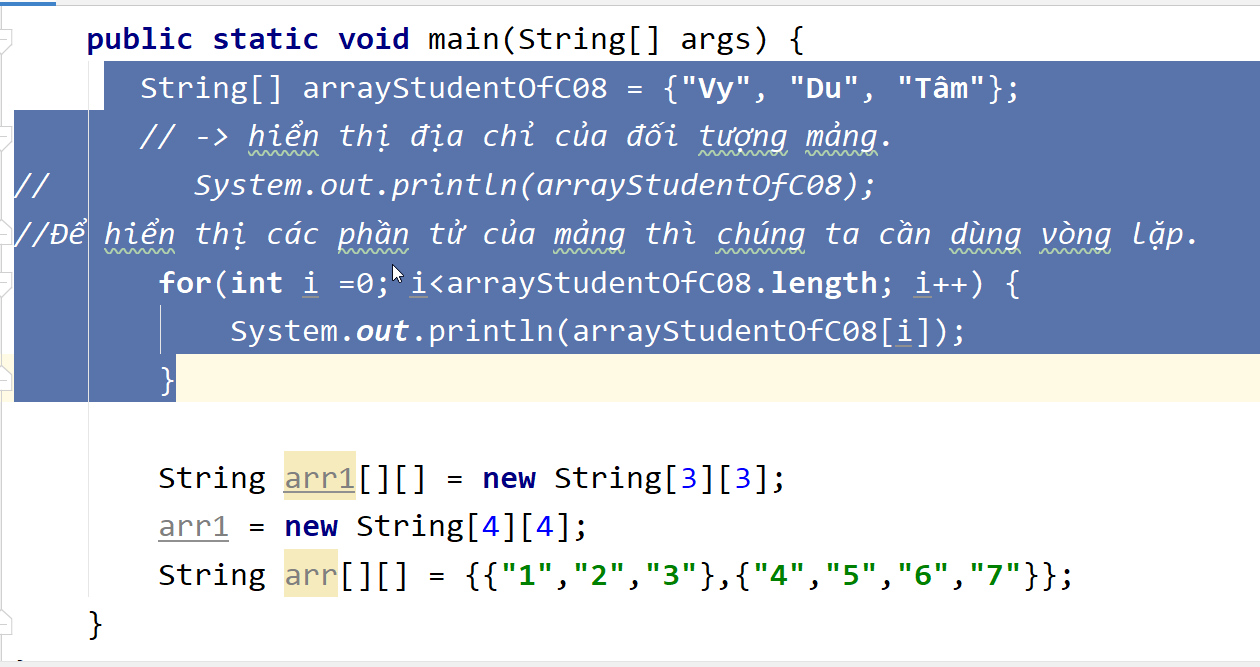 public static void main(String[] args) {
String[] arrayStudentOfC08 = {"Vy", "Du", "Tâm"};
// -> hiển thị địa chỉ của đối tượng mảng.
//        System.out.println(arrayStudentOfC08);
//Để hiển thị các phần tử của mảng thì chúng ta cần dùng vòng lặp.
for(int i =0; i<arrayStudentOfC08.length; i++) {
System.out.println(arrayStudentOfC08[i]);
}
String arr1[][] = new String[3][3];
arr1 = new String[4][4];
String arr[][] = {{"1","2","3"},{"4","5","6","7"}};
}